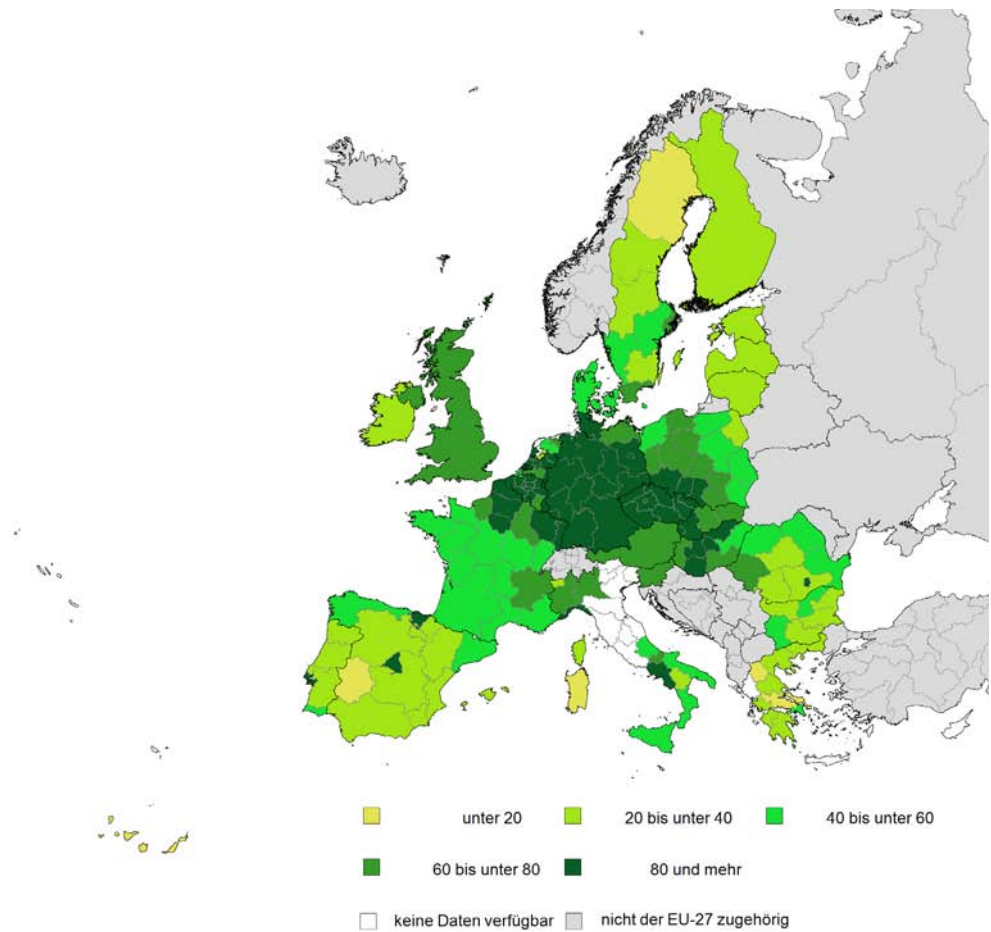 unter 20 20 bis unter 40 40 bis unter 60
60 bis unter 80 80 und mehr
keine Daten verfügbar nicht der EU-27 zugehörig